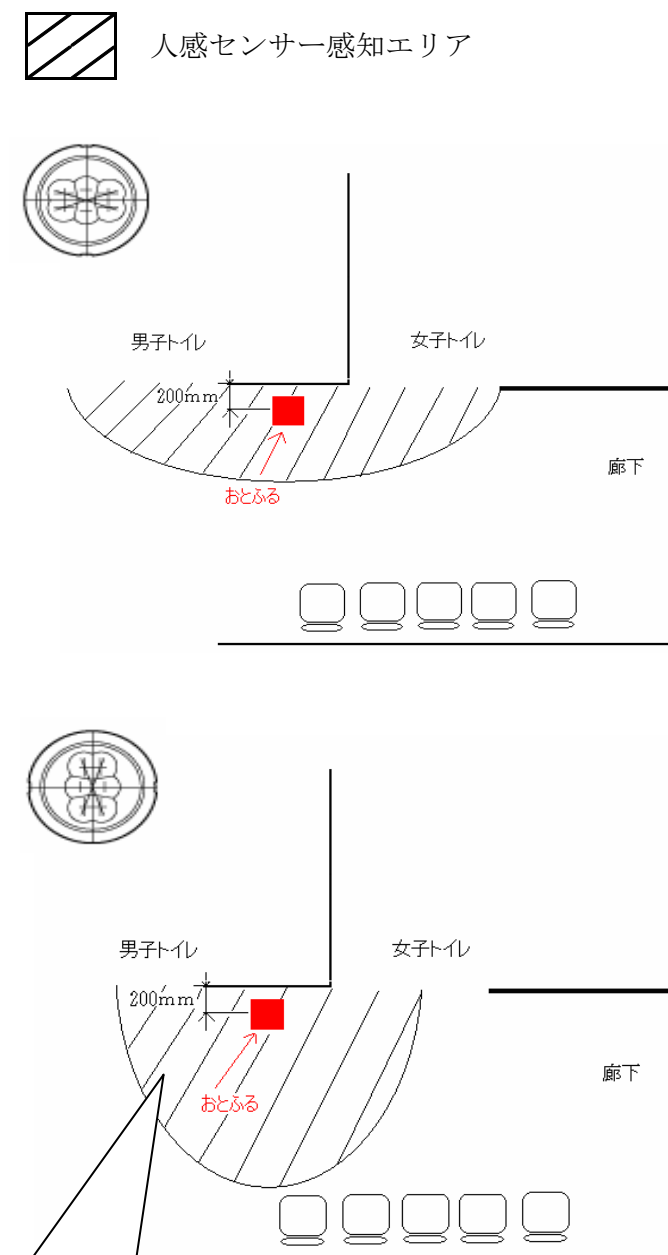 人感センサー感知エリア
男子トイレ
女子トイレ
200mm
おとふる
廊下
男子トイレ
女子トイレ
200mm
おとふる
廊下